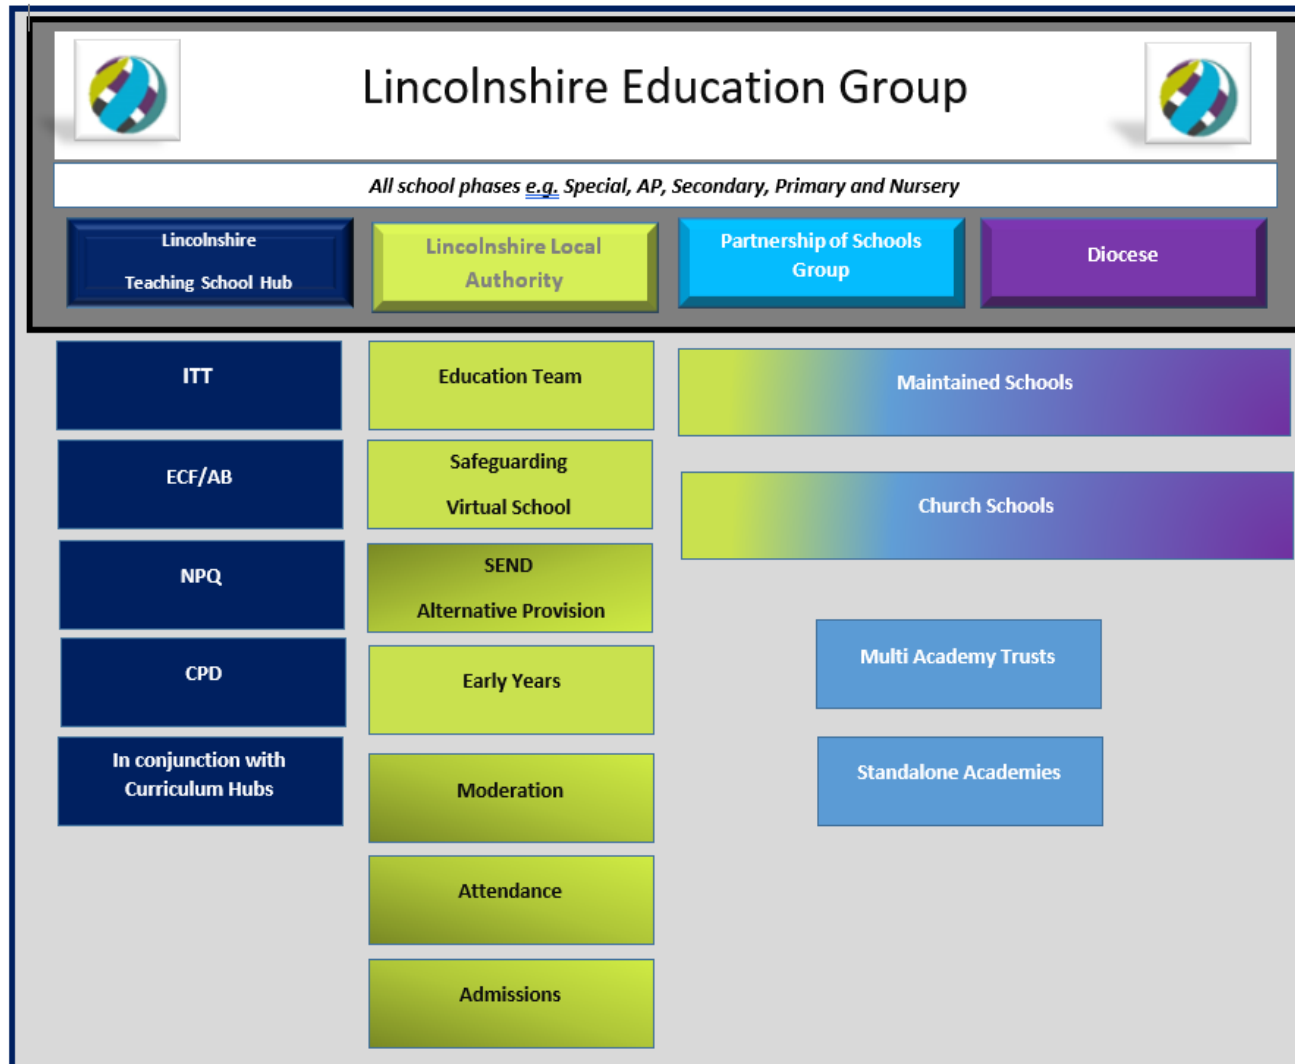 Lincolnshire Education Group
All school phases e.g. Special, AP, Secondary, Primary and Nursery
Lincolnshire
Teaching School Hub
Lincolnshire Local
Authority
Partnership of Schools
Group
Diocese
ITT
ECF/AB
NPQ
CPD
In conjunction with
Curriculum Hubs
Education Team
Safeguarding
Virtual School
SEND
Alternative Provision
Early Years
Moderation
Attendance
Admissions
Maintained Schools
Church Schools
Multi Academy Trusts
Standalone Academies